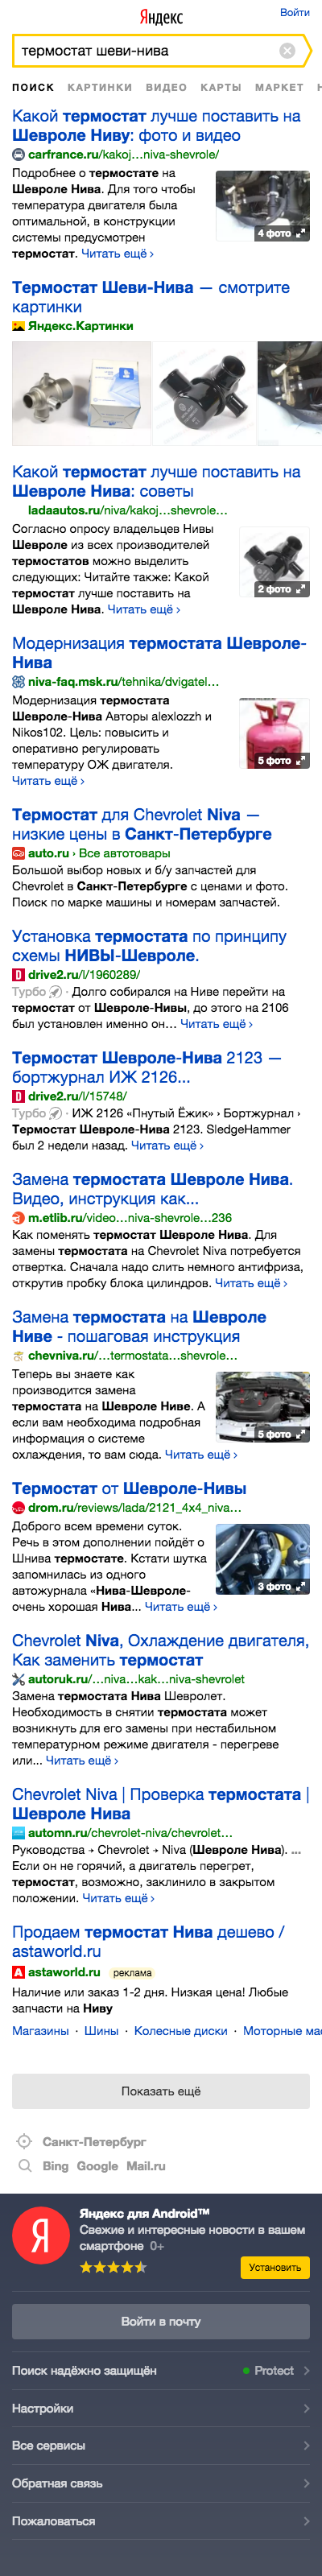 Яндекс
Войти
термостат шеви-нива
ПОИСК КАРТИНКИ ВИДЕО КАРТЫ МАРКЕТ
Какой термостат лучше поставить на
Шевроле Ниву: фото и видео
carfrance.ru/kakoj...niva-shevrole/
Подробнее о термостате на
Шевроле Нива. Для того чтобы
температура двигателя была
оптимальной, в конструкции
системы предусмотрен
термостат. Читать ещё ›
4 фото
Термостат Шеви-Нива — смотрите
картинки
Яндекс.Картинки
Какой термостат лучше поставить на
Шевроле Нива: советы
ladaautos.ru/niva/kakoj...shevrole...
Согласно опросу владельцев Нивы
Шевроле из всех производителей
термостатов можно выделить
следующих: Читайте также: Какой
термостат лучше поставить на
Шевроле Нива. Читать ещё ›
2 фото
Модернизация термостата Шевроле-
Нива
niva-faq.msk.ru/tehnika/dvigatel...
Модернизация термостата
Шевроле-Нива Авторы alexlozzh и
Nikos102. Цель: повысить и
оперативно регулировать
температуру ОЖ двигателя.
Читать ещё ›
5 фото
Термостат для Chevrolet Niva —
низкие цены в Санкт-Петербурге
auto.ru › Все автотовары
Большой выбор новых и б/у запчастей для
Chevrolet в Санкт-Петербурге с ценами и фото.
Поиск по марке машины и номерам запчастей.
Установка термостата по принципу
схемы НИВЫ-Шевроле.
drive2.ru/l/1960289/
Турбо · Долго собирался на Ниве перейти на
термостат от Шевроле-Нивы, до этого на 2106
был установлен именно он... Читать ещё ›
Термостат Шевроле-Нива 2123 —
бортжурнал ИЖ 2126...
drive2.ru/l/15748/
Турбо · ИЖ 2126 «Пнутый Ёжик» › Бортжурнал ›
Термостат Шевроле-Нива 2123. SledgeHammer
был 2 недели назад. Читать ещё ›
Замена термостата Шевроле Нива.
Видео, инструкция как...
m.etlib.ru/video...niva-shevrole...236
Как поменять термостат Шевроле Нива. Для
замены термостата на Chevrolet Niva потребуется
отвертка. Сначала надо слить немного антифриза,
открутив пробку блока цилиндров. Читать ещё ›
Замена термостата на Шевроле
Ниве - пошаговая инструкция
chevniva.ru/...termostata...shevrole...
Теперь вы знаете как
производится замена
термостата на Шевроле Ниве. А
если вам необходима подробная
информация о системе
охлаждения, то вам сюда. Читать ещё ›
5 фото
Термостат от Шевроле-Нивы
drom.ru/reviews/lada/2121_4x4_niva...
Доброго всем времени суток.
Речь в этом дополнении пойдёт о
Шнива термостате. Кстати шутка
запомнилась из одного
автожурнала «Нива-Шевроле-
очень хорошая Нива... Читать ещё ›
3 фото
Chevrolet Niva, Охлаждение двигателя,
Как заменить термостат
autoruk.ru/...niva...kak...niva-shevrolet
Замена термостата Нива Шевролет.
Необходимость в снятии термостата может
возникнуть для его замены при нестабильном
температурном режиме двигателя - перегреве
или... Читать ещё ›
Chevrolet Niva | Проверка термостата |
Шевроле Нива
automn.ru/chevrolet-niva/chevrolet...
Руководства → Chevrolet → Niva (Шевроле Нива). ...
Если он не горячий, а двигатель перегрет,
термостат, возможно, заклинило в закрытом
положении. Читать ещё ›
Продаем термостат Нива дешево /
astaworld.ru
astaworld.ru реклама
Наличие или заказ 1-2 дня. Низкая цена! Любые
запчасти на Ниву
Магазины · Шины · Колесные диски · Моторные
Показать ещё
Санкт-Петербург
Bing Google Mail.ru
Яндекс для Android™
Свежие и интересные новости в вашем
смартфоне 0+
Установить
Войти в почту
Поиск надёжно защищён Protect
Настройки
Все сервисы
Обратная связь
Пожаловаться